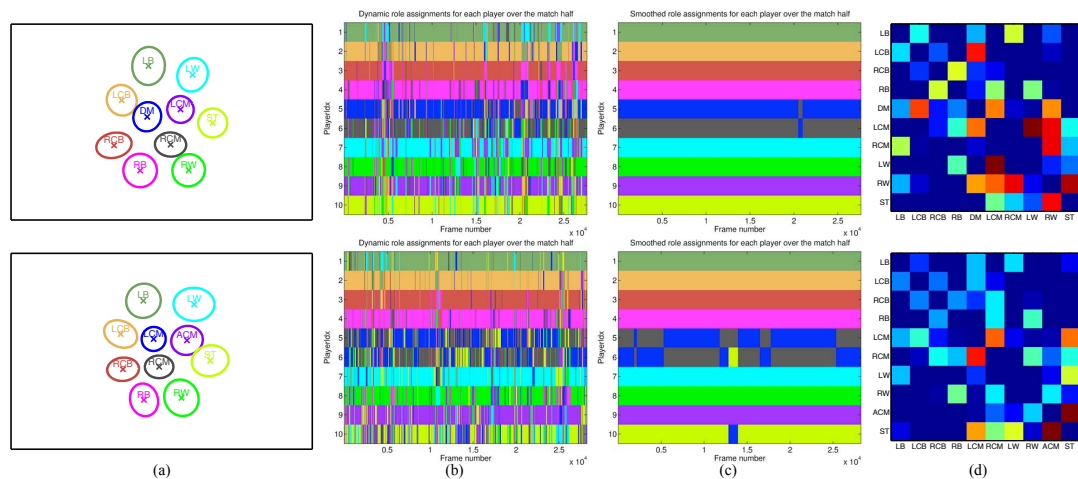 Dynamic role assignments for each player over the match half
Smoothed role assignments for each player over the match half
LB
LW
LCB
DM
LCM
ST
RCB
RCM
RB
RW
PlayerIdx
1
2
3
4
5
6
7
8
9
10
0.5 1 1.5 2 2.5
Frame number
x 10⁴
PlayerIdx
1
2
3
4
5
6
7
8
9
10
0.5 1 1.5 2 2.5
Frame number
x 10⁴
LB
LCB
RCB
RB
DM
LCM
RCM
LW
RW
ST
LB LCB RCB RB DM LCM RCM LW RW ST
Dynamic role assignments for each player over the match half
Smoothed role assignments for each player over the match half
LB
LW
LCB
LCM
ACM
ST
RCB
RCM
RB
RW
PlayerIdx
1
2
3
4
5
6
7
8
9
10
0.5 1 1.5 2 2.5
Frame number
x 10⁴
PlayerIdx
1
2
3
4
5
6
7
8
9
10
0.5 1 1.5 2 2.5
Frame number
x 10⁴
LB
LCB
RCB
RB
LCM
RCM
LW
RW
ACM
ST
LB LCB RCB RB LCM RCM LW RW ACM ST
(a) (b) (c) (d)